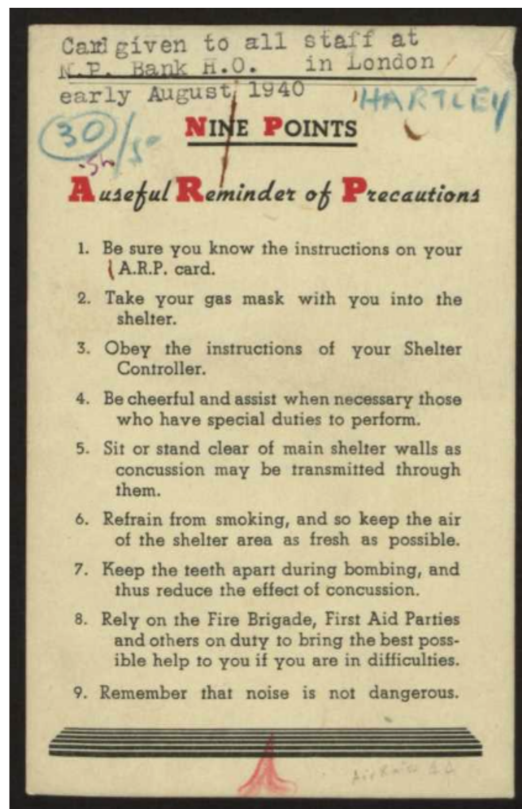 Card given to all staff at
N.P. Bank H.O. in London
early August 1940
HARTLEY
30
NINE POINTS
A useful Reminder of Precautions
1. Be sure you know the instructions on your
A.R.P. card.
2. Take your gas mask with you into the
shelter.
3. Obey the instructions of your Shelter
Controller.
4. Be cheerful and assist when necessary those
who have special duties to perform.
5. Sit or stand clear of main shelter walls as
concussion may be transmitted through
them.
6. Refrain from smoking, and so keep the air
of the shelter area as fresh as possible.
7. Keep the teeth apart during bombing, and
thus reduce the effect of concussion.
8. Rely on the Fire Brigade, First Aid Parties
and others on duty to bring the best poss-
ible help to you if you are in difficulties.
9. Remember that noise is not dangerous.